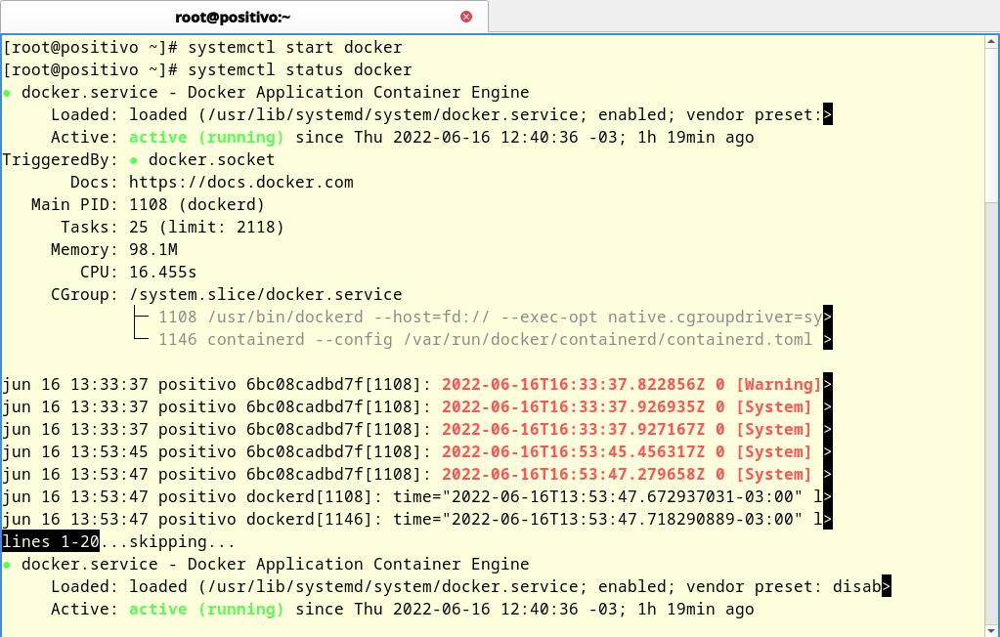 root@positivo:~
[root@positivo ~]# systemctl start docker
[root@positivo ~]# systemctl status docker
● docker.service - Docker Application Container Engine
     Loaded: loaded (/usr/lib/systemd/system/docker.service; enabled; vendor preset:>
     Active: active (running) since Thu 2022-06-16 12:40:36 -03; 1h 19min ago
TriggeredBy: ● docker.socket
       Docs: https://docs.docker.com
   Main PID: 1108 (dockerd)
      Tasks: 25 (limit: 2118)
     Memory: 98.1M
        CPU: 16.455s
     CGroup: /system.slice/docker.service
             ├─ 1108 /usr/bin/dockerd --host=fd:// --exec-opt native.cgroupdriver=sy>
             └─ 1146 containerd --config /var/run/docker/containerd/containerd.toml >
jun 16 13:33:37 positivo 6bc08cadbd7f[1108]: 2022-06-16T16:33:37.822856Z 0 [Warning]>
jun 16 13:33:37 positivo 6bc08cadbd7f[1108]: 2022-06-16T16:33:37.926935Z 0 [System] >
jun 16 13:33:37 positivo 6bc08cadbd7f[1108]: 2022-06-16T16:33:37.927167Z 0 [System] >
jun 16 13:53:45 positivo 6bc08cadbd7f[1108]: 2022-06-16T16:53:45.456317Z 0 [System] >
jun 16 13:53:47 positivo 6bc08cadbd7f[1108]: 2022-06-16T16:53:47.279658Z 0 [System] >
jun 16 13:53:47 positivo dockerd[1108]: time="2022-06-16T13:53:47.672937031-03:00" l>
jun 16 13:53:47 positivo dockerd[1146]: time="2022-06-16T13:53:47.718290889-03:00" l>
lines 1-20...skipping...
● docker.service - Docker Application Container Engine
     Loaded: loaded (/usr/lib/systemd/system/docker.service; enabled; vendor preset: disab>
     Active: active (running) since Thu 2022-06-16 12:40:36 -03; 1h 19min ago